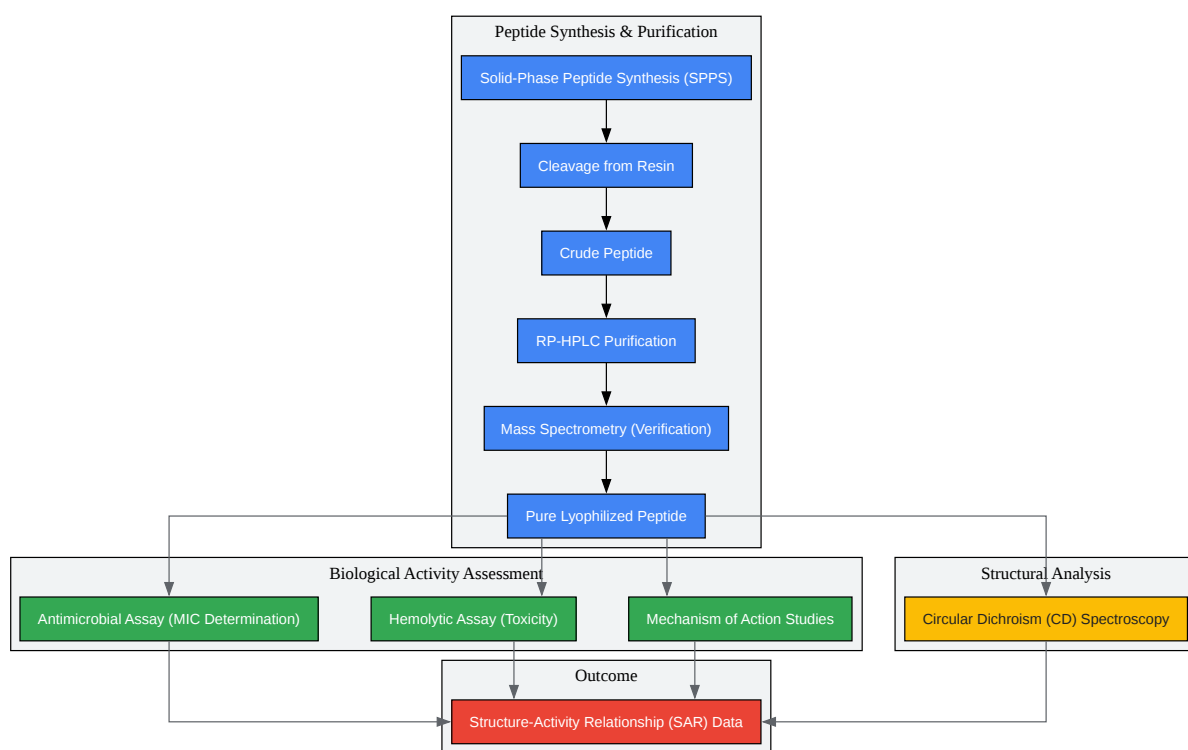 Peptide Synthesis & Purification
Solid-Phase Peptide Synthesis (SPPS)
Cleavage from Resin
Crude Peptide
RP-HPLC Purification
Mass Spectrometry (Verification)
Pure Lyophilized Peptide
Biological Activity Assessment
Structural Analysis
Antimicrobial Assay (MIC Determination)
Hemolytic Assay (Toxicity)
Mechanism of Action Studies
Circular Dichroism (CD) Spectroscopy
Outcome
Structure-Activity Relationship (SAR) Data